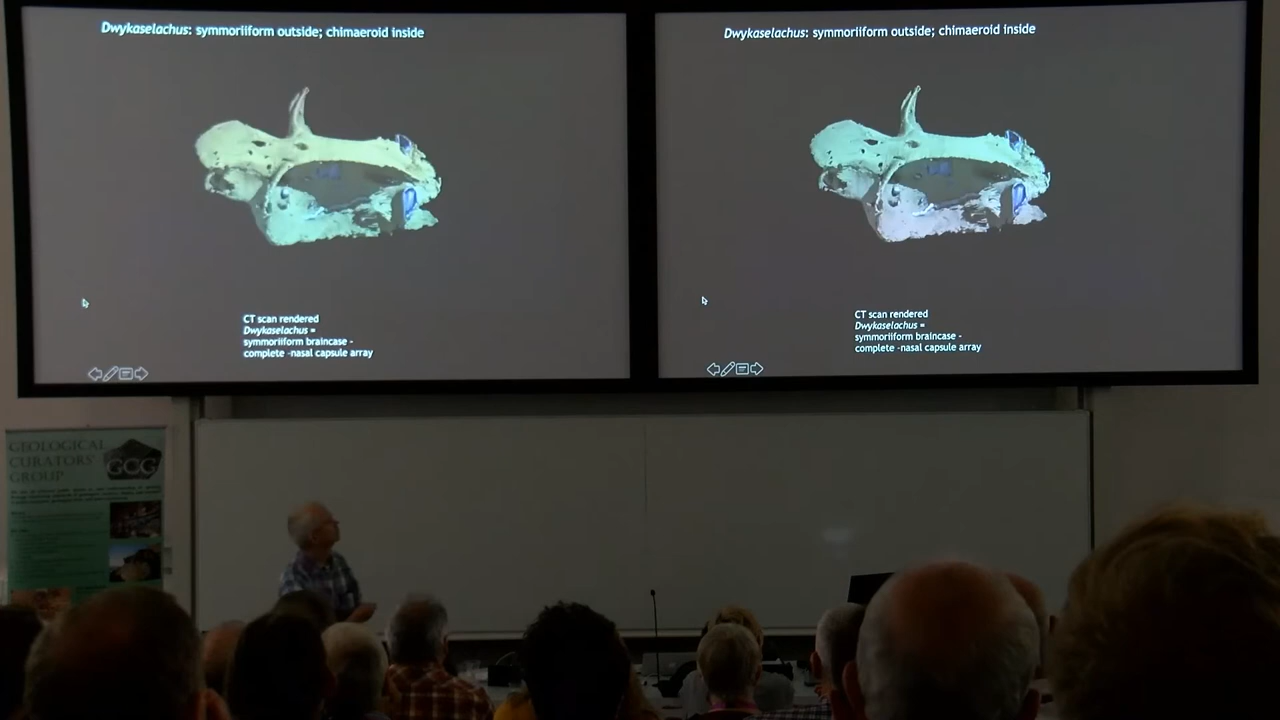 Dwykaselachus: symmoriiform outside; chimaeroid inside
CT scan rendered
Dwykaselachus =
symmoriiform braincase -
complete -nasal capsule array
Dwykaselachus: symmoriiform outside; chimaeroid inside
CT scan rendered
Dwykaselachus =
symmoriiform braincase -
complete -nasal capsule array
GEOLOGICAL
CURATORS'
GROUP
GCG